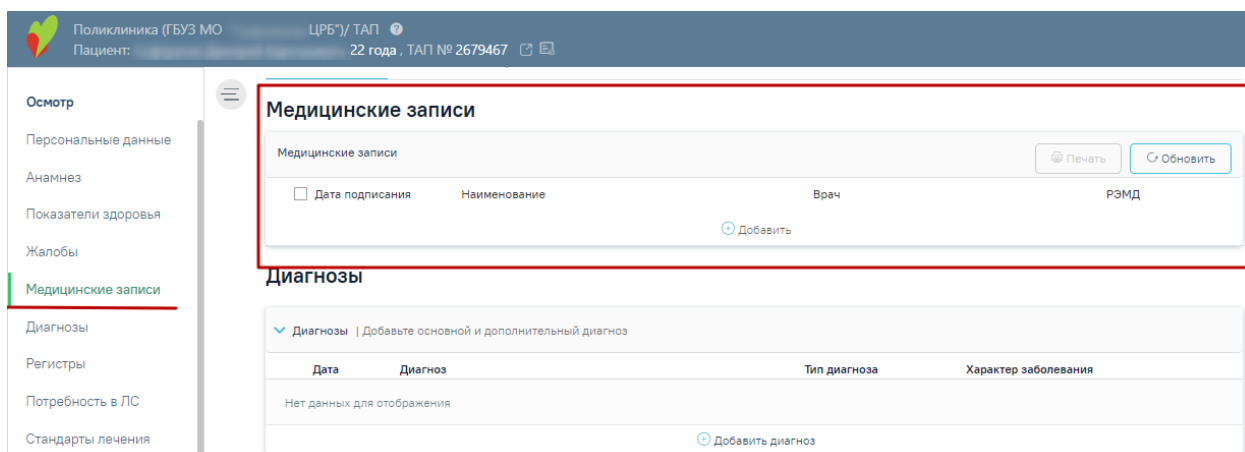 Поликлиника (ГБУЗ МО ЦРБ")/ ТАП
Пациент: 22 года , ТАП № 2679467
Осмотр
Персональные данные
Анамнез
Показатели здоровья
Жалобы
Медицинские записи
Диагнозы
Регистры
Потребность в ЛС
Стандарты лечения
Медицинские записи
Медицинские записи
Печать Обновить
Дата подписания Наименование Врач РЭМД
Добавить
Диагнозы
Диагнозы | Добавьте основной и дополнительный диагноз
Дата Диагноз Тип диагноза Характер заболевания
Нет данных для отображения
Добавить диагноз